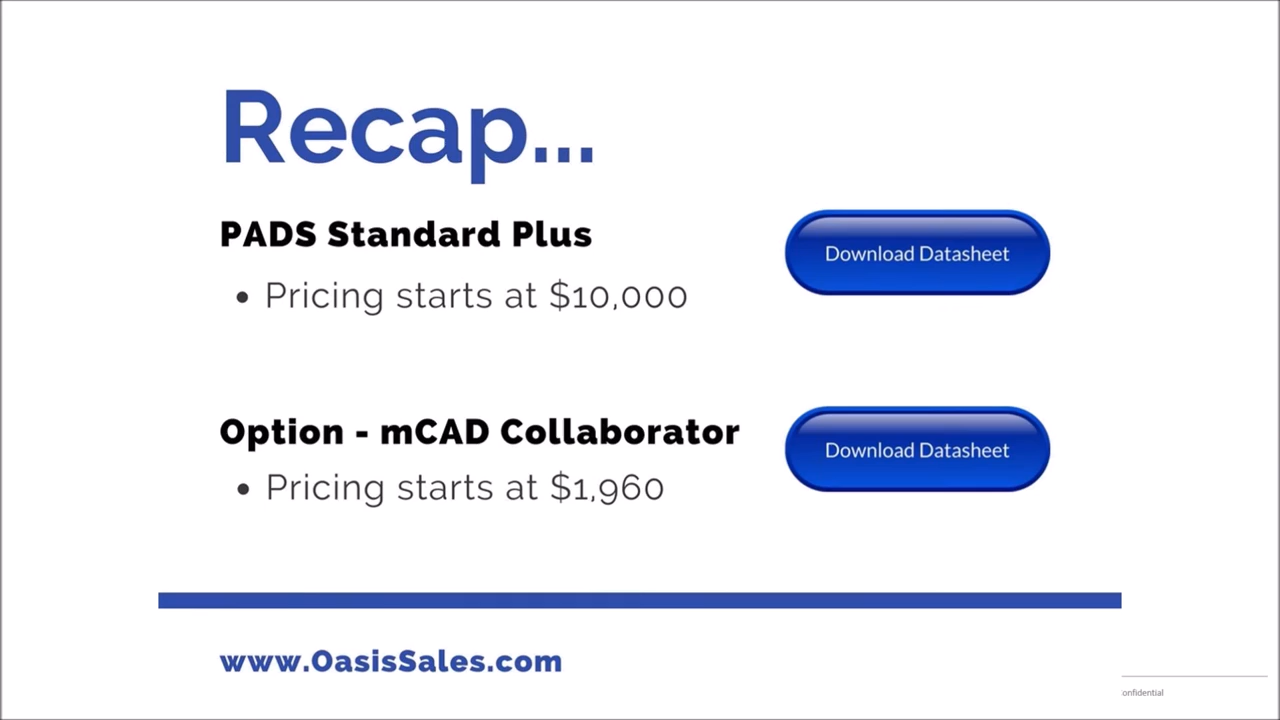 Recap...
PADS Standard Plus
Download Datasheet
• Pricing starts at $10,000
Option - mCAD Collaborator
Download Datasheet
• Pricing starts at $1,960
www.OasisSales.com
onfidential